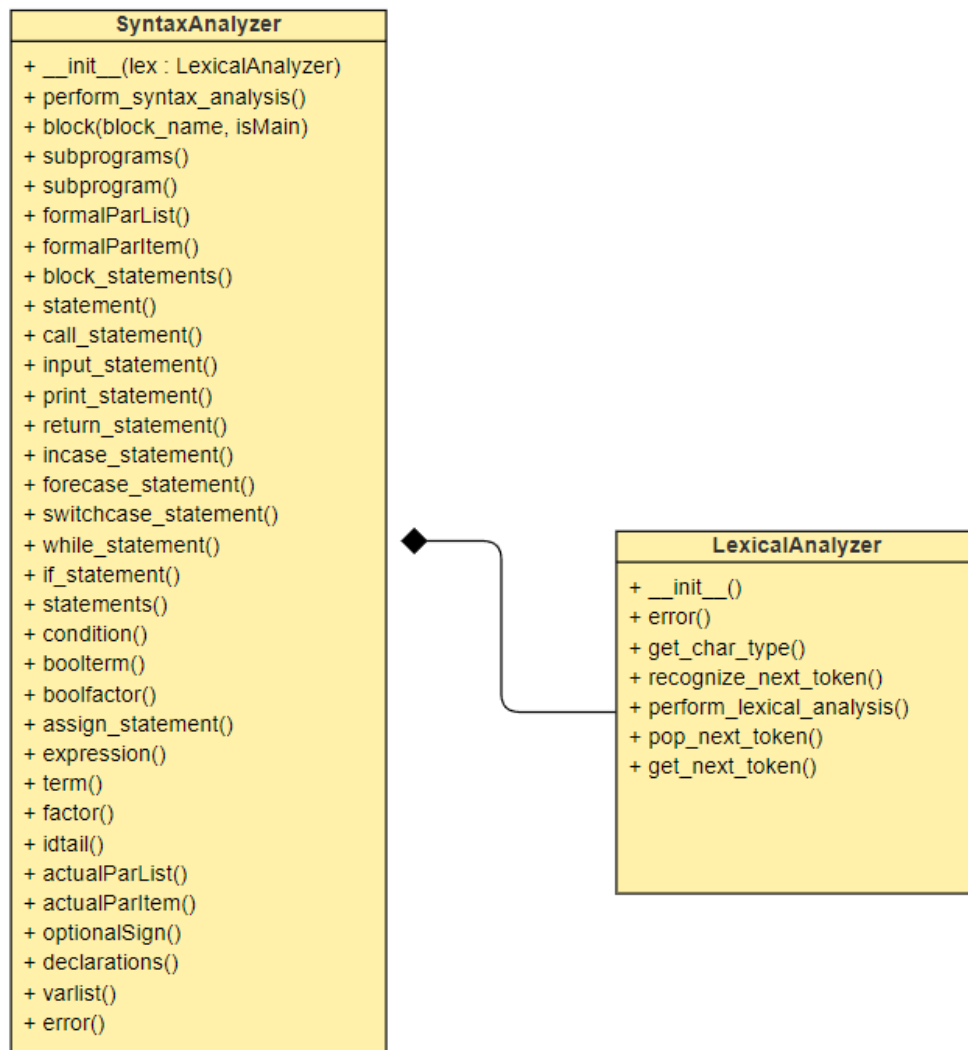 SyntaxAnalyzer
+ __init__(lex : LexicalAnalyzer)
+ perform_syntax_analysis()
+ block(block_name, isMain)
+ subprograms()
+ subprogram()
+ formalParList()
+ formalParItem()
+ block_statements()
+ statement()
+ call_statement()
+ input_statement()
+ print_statement()
+ return_statement()
+ incase_statement()
+ forecase_statement()
+ switchcase_statement()
+ while_statement()
+ if_statement()
+ statements()
+ condition()
+ boolterm()
+ boolfactor()
+ assign_statement()
+ expression()
+ term()
+ factor()
+ idtail()
+ actualParList()
+ actualParItem()
+ optionalSign()
+ declarations()
+ varlist()
+ error()
LexicalAnalyzer
+ __init__()
+ error()
+ get_char_type()
+ recognize_next_token()
+ perform_lexical_analysis()
+ pop_next_token()
+ get_next_token()